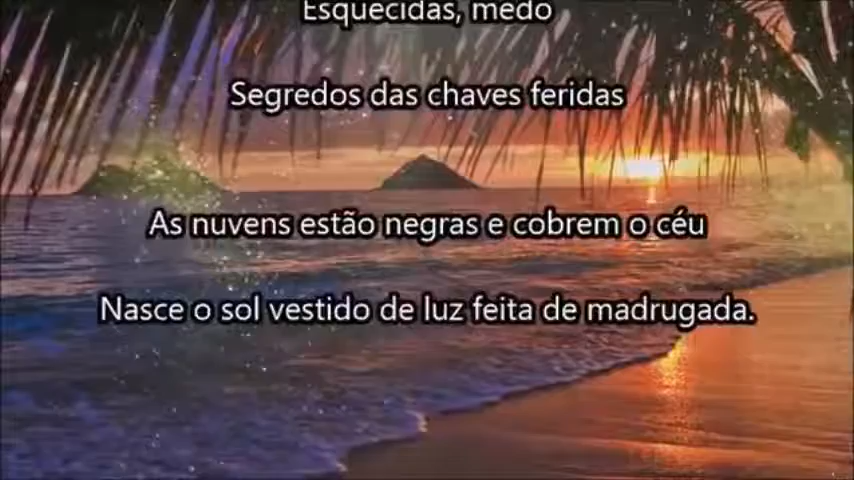 Esquecidas, medo
Segredos das chaves feridas
As nuvens estão negras e cobrem o céu
Nasce o sol vestido de luz feita de madrugada.